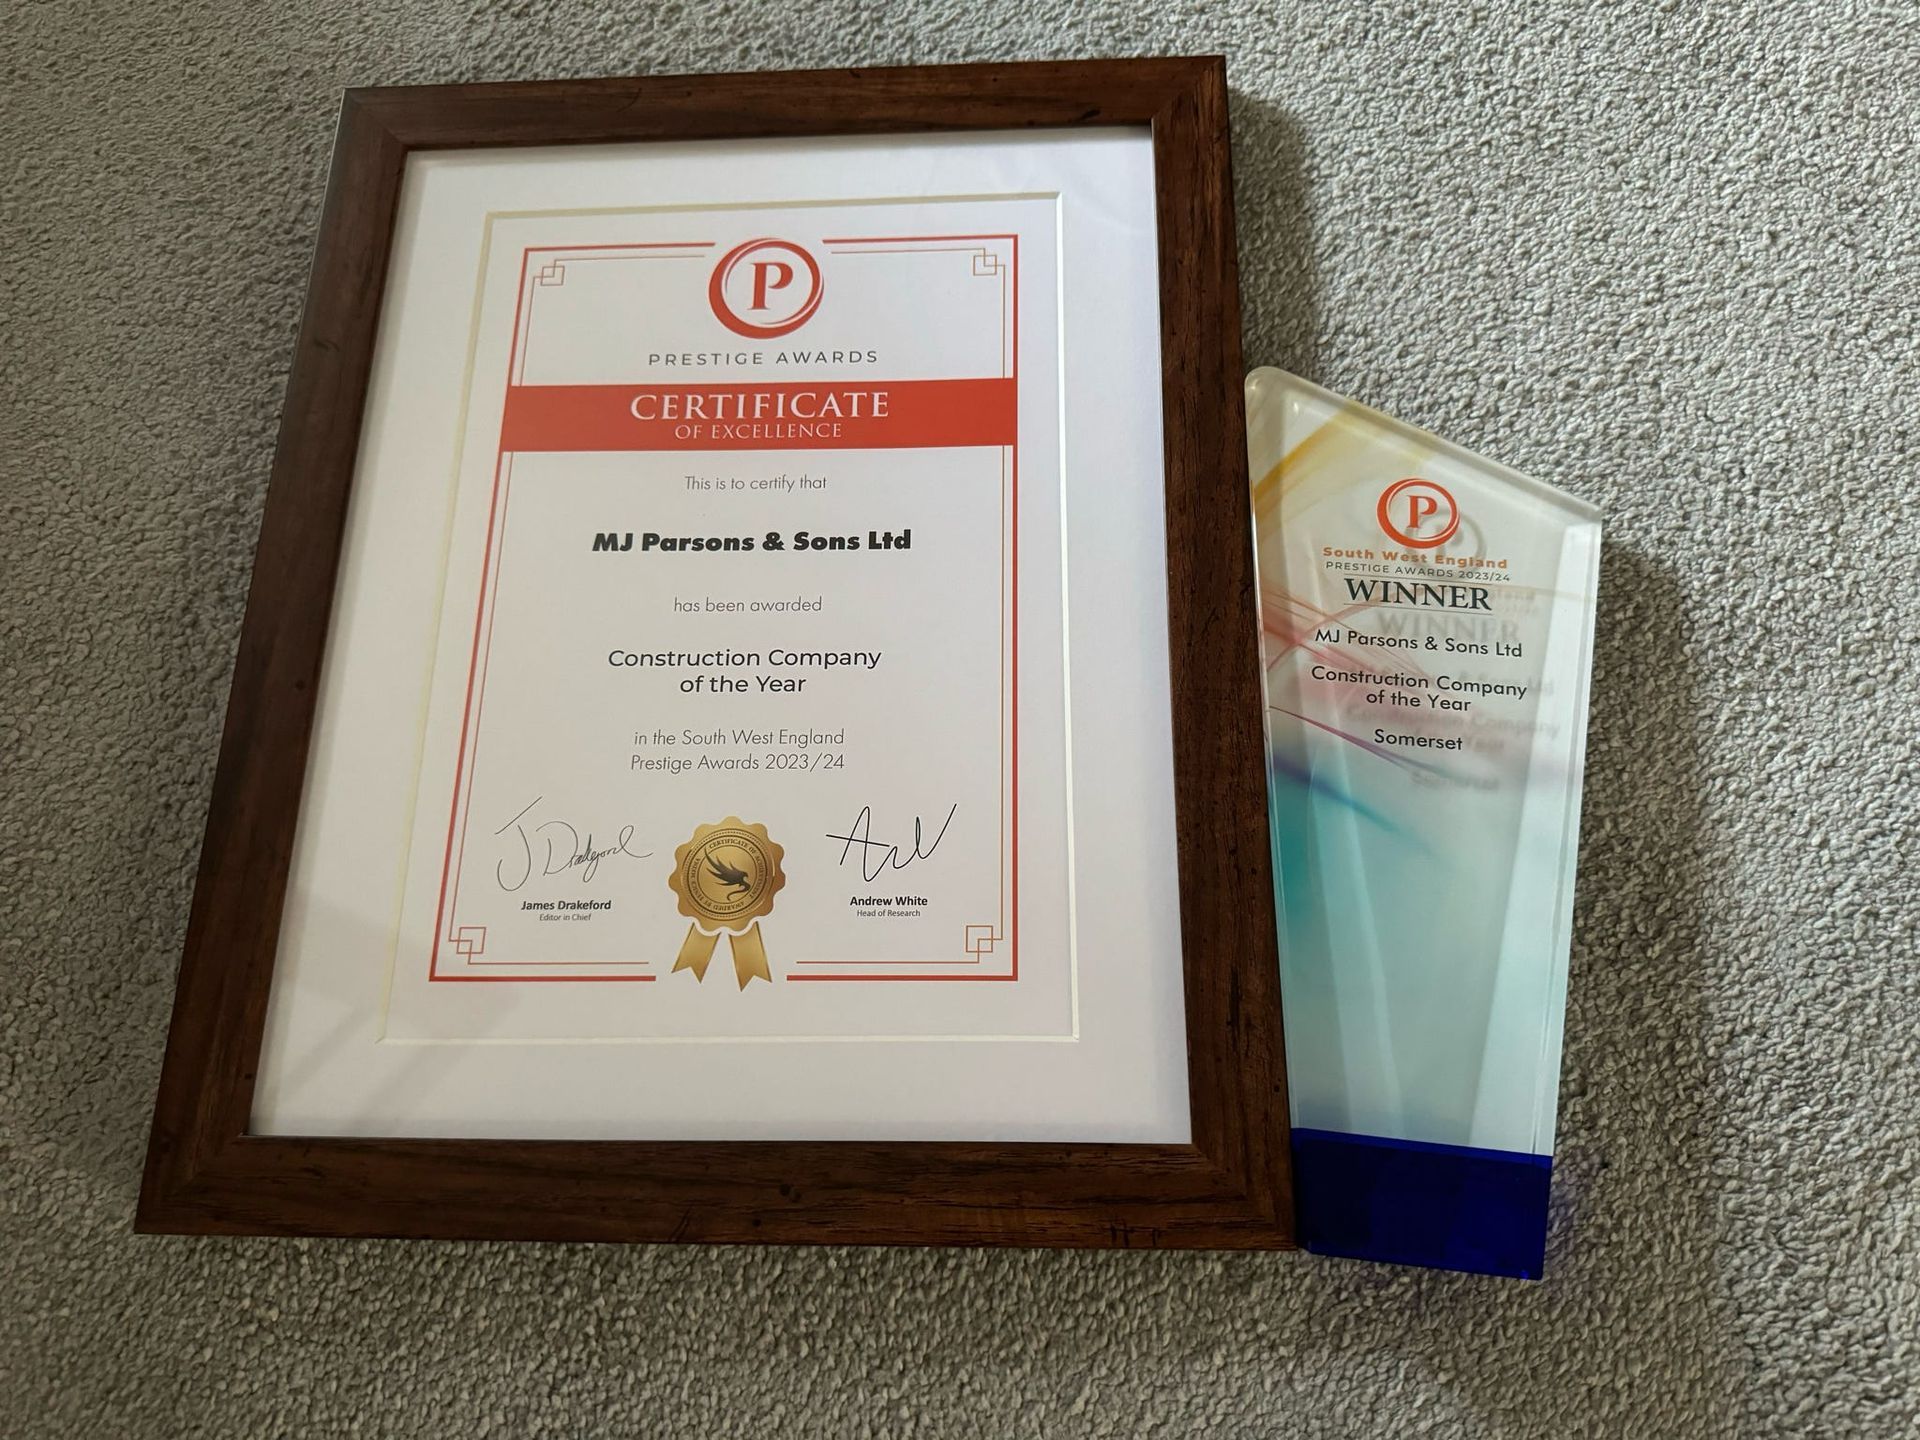 P
PRESTIGE AWARDS
CERTIFICATE
OF EXCELLENCE
This is to certify that
MJ Parsons & Sons Ltd
has been awarded
Construction Company
of the Year
in the South West England
Prestige Awards 2023/24
J Drakeford
James Drakeford
Editor in Chief
CERTIFICATE OF
Andrew White
Head of Research
P
South West England
PRESTIGE AWARDS 2023/24
WINNER
MJ Parsons & Sons Ltd
Construction Company
of the Year
Somerset